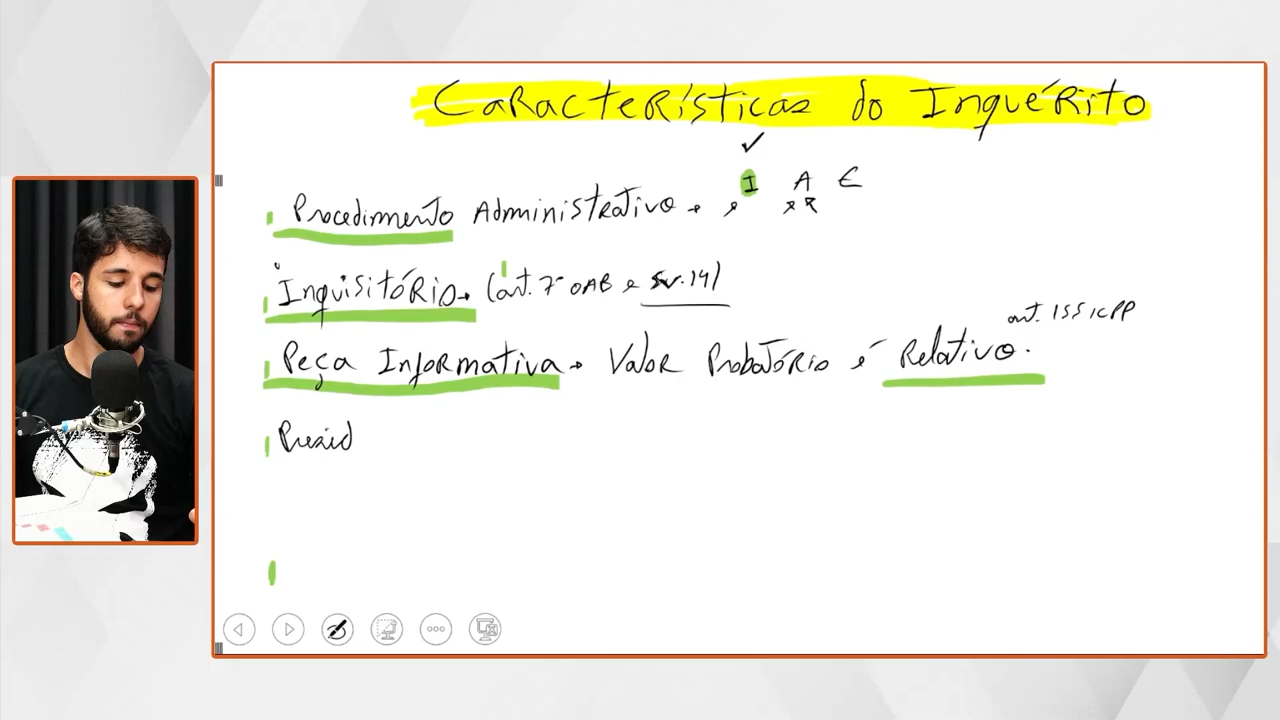 Características do Inquérito
I A E
Procedimento Administrativo
Inquisitório (art. 7º OAB e SV.14)
art. 155 CPP
Peça Informativa Valor Probatório é Relativo.
Presid